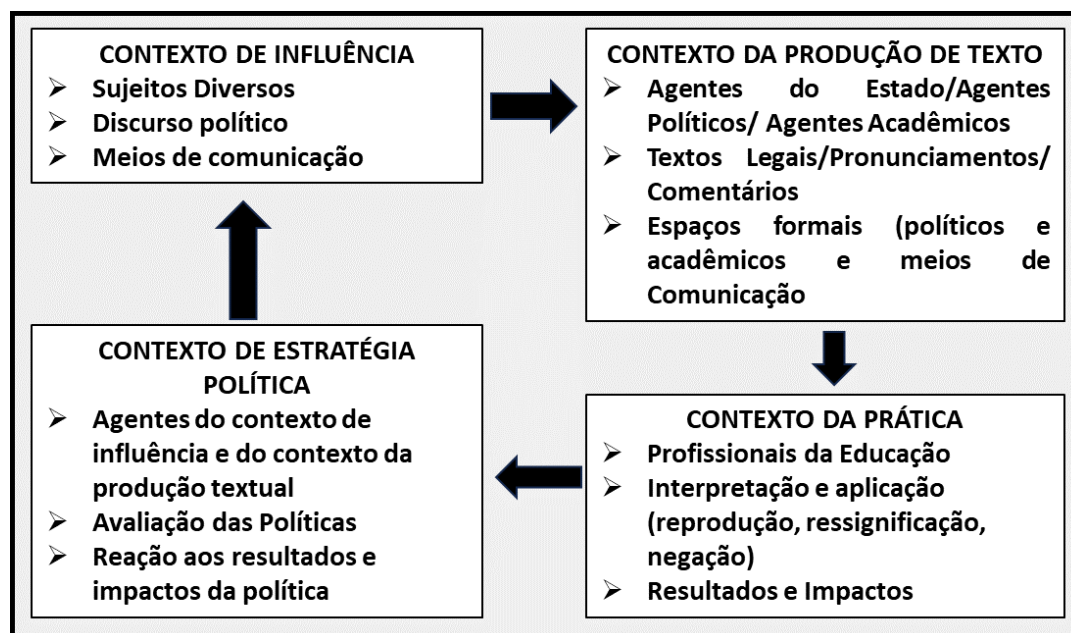 CONTEXTO DE INFLUÊNCIA
➢ Sujeitos Diversos
➢ Discurso político
➢ Meios de comunicação
CONTEXTO DA PRODUÇÃO DE TEXTO
➢ Agentes do Estado/Agentes
Políticos/ Agentes Acadêmicos
➢ Textos Legais/Pronunciamentos/
Comentários
➢ Espaços formais (políticos e
acadêmicos e meios de
Comunicação
CONTEXTO DE ESTRATÉGIA
POLÍTICA
➢ Agentes do contexto de
influência e do contexto da
produção textual
➢ Avaliação das Políticas
➢ Reação aos resultados e
impactos da política
CONTEXTO DA PRÁTICA
➢ Profissionais da Educação
➢ Interpretação e aplicação
(reprodução, ressignificação,
negação)
➢ Resultados e Impactos